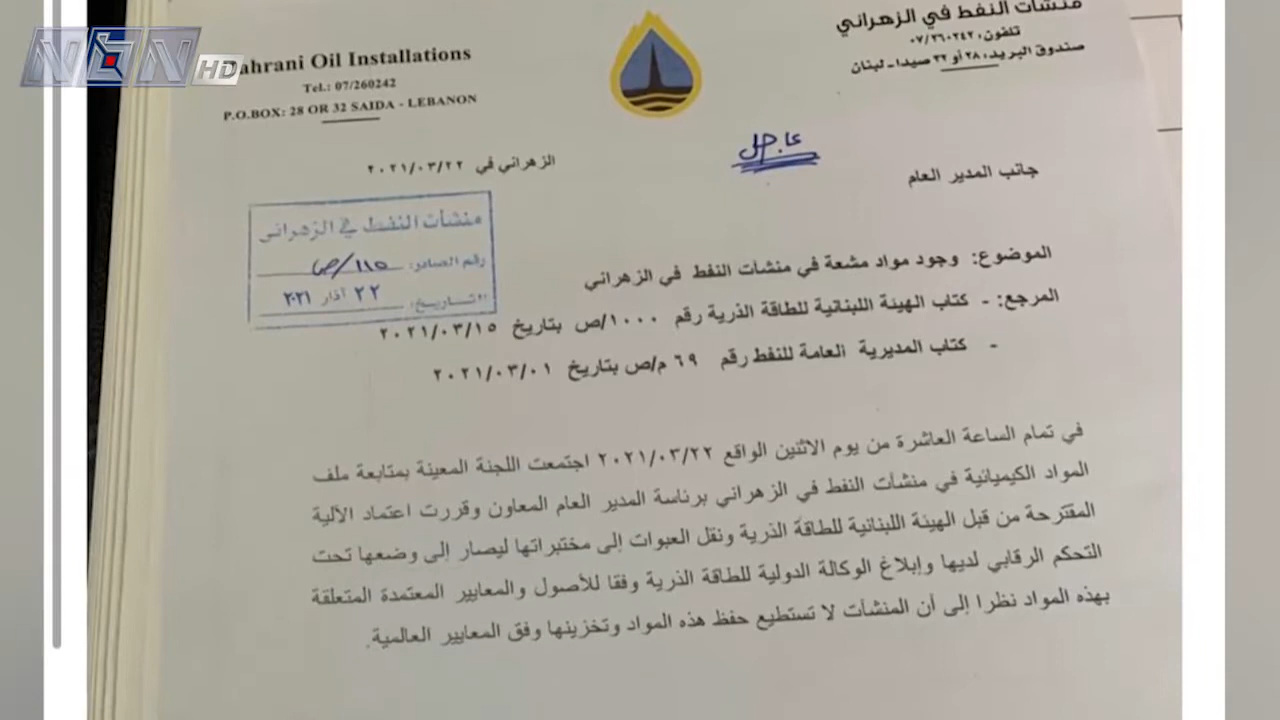 NBN HD
منشآت النفط في الزهراني
تلفون: ٠٧/٢٦٠٢٤٢
صندوق البريد: ٢٨ أو ٣٢ صيدا - لبنان
ahrani Oil Installations
Tel.: 07/260242
P.O.BOX: 28 OR 32 SAIDA - LEBANON
عاجل
الزهراني في ٢٠٢١/٠٣/٢٢
جانب المدير العام
منشآت النفط في الزهراني
رقم الصادر: ١١٥/ص
التاريخ: ٢٢ آذار ٢٠٢١
الموضوع: وجود مواد مشعة في منشآت النفط في الزهراني
المرجع: - كتاب الهيئة اللبنانية للطاقة الذرية رقم ١٠٠٠/ص بتاريخ ٢٠٢١/٠٣/١٥
- كتاب المديرية العامة للنفط رقم ٦٩ م/ص بتاريخ ٢٠٢١/٠٣/٠١
في تمام الساعة العاشرة من يوم الاثنين الواقع ٢٠٢١/٠٣/٢٢ اجتمعت اللجنة المعينة بمتابعة ملف
المواد الكيميائية في منشآت النفط في الزهراني برئاسة المدير العام المعاون وقررت اعتماد الآلية
المقترحة من قبل الهيئة اللبنانية للطاقة الذرية ونقل العبوات إلى مختبراتها ليصار إلى وضعها تحت
التحكم الرقابي لديها وإبلاغ الوكالة الدولية للطاقة الذرية وفقا للأصول والمعايير المعتمدة المتعلقة
بهذه المواد نظرا إلى أن المنشآت لا تستطيع حفظ هذه المواد وتخزينها وفق المعايير العالمية.